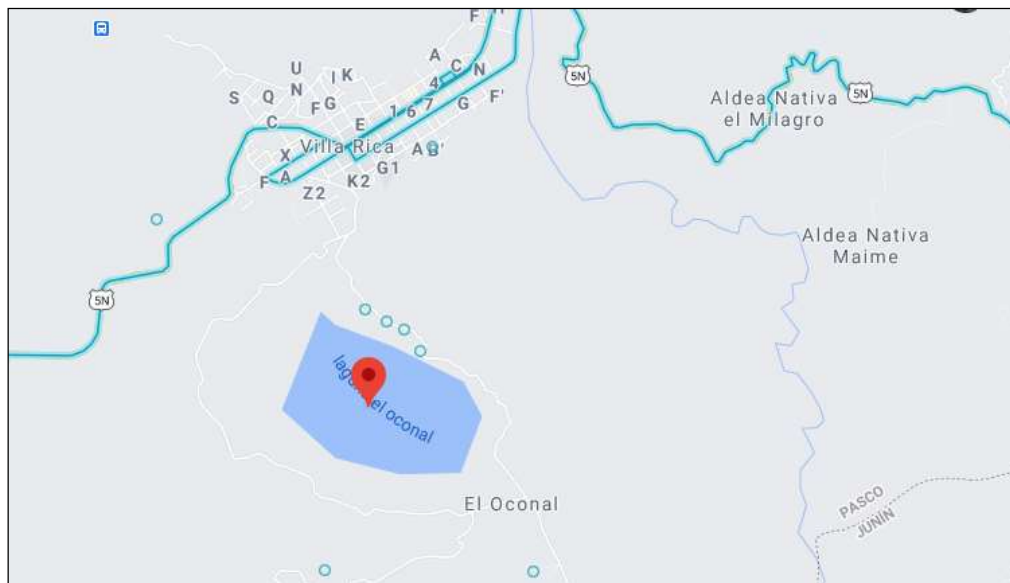 F
A
C
N
4
U
I K
N
F G
S
Q
C
1 6 7
G
F'
E
5N
5N
Aldea Nativa
el Milagro
Villa Rica
A B'
X
G1
F A
K2
Z2
Aldea Nativa
Maime
5N
el oconal
El Oconal
PASCO
JUNÍN